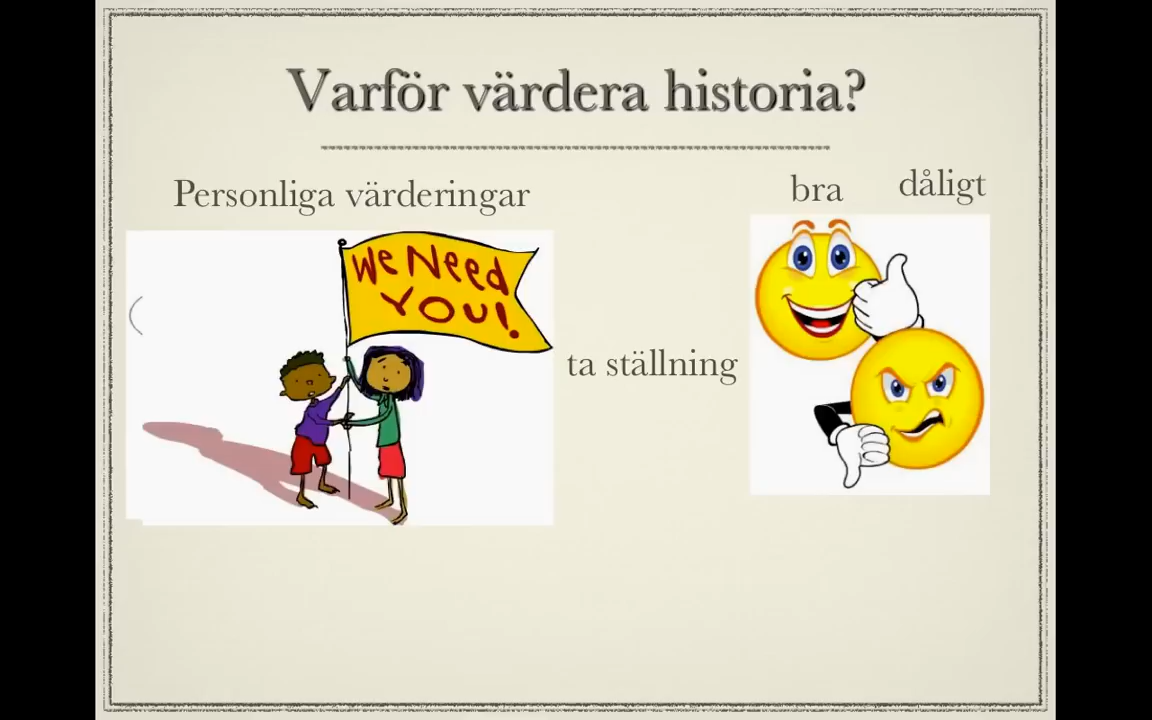 Varför värdera historia?
Personliga värderingar
bra
dåligt
We Need
YOU!
ta ställning